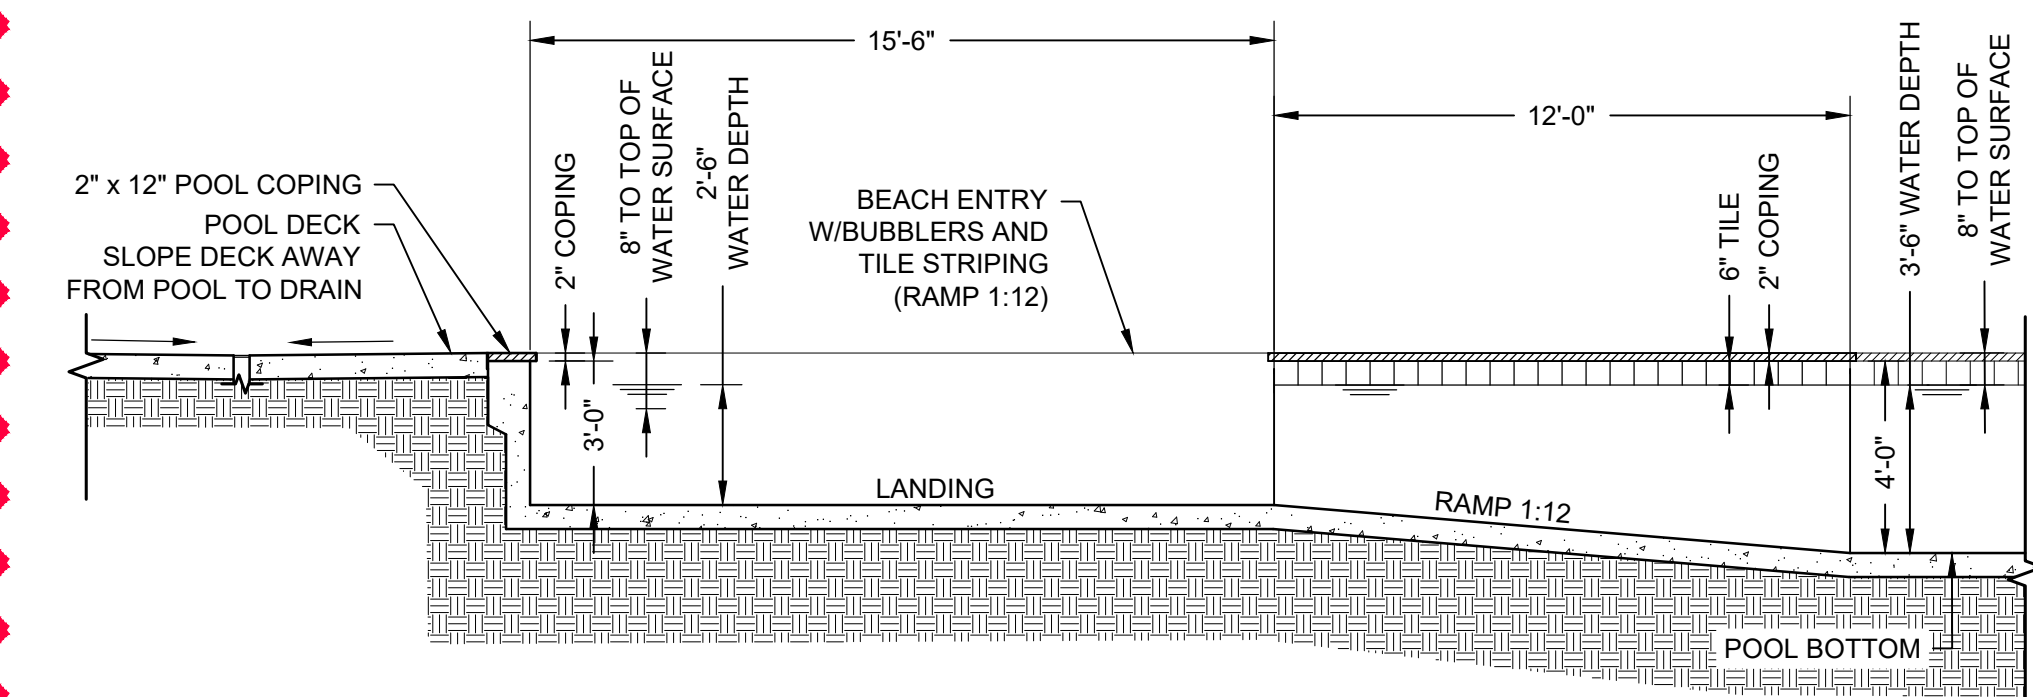 15'-6"
12'-0"
2" x 12" POOL COPING
POOL DECK
SLOPE DECK AWAY
FROM POOL TO DRAIN
2" COPING
8" TO TOP OF
WATER SURFACE
2'-6"
WATER DEPTH
BEACH ENTRY
W/BUBBLERS AND
TILE STRIPING
(RAMP 1:12)
6" TILE
2" COPING
3'-6" WATER DEPTH
8" TO TOP OF
WATER SURFACE
3'-0"
4'-0"
LANDING
RAMP 1:12
POOL BOTTOM